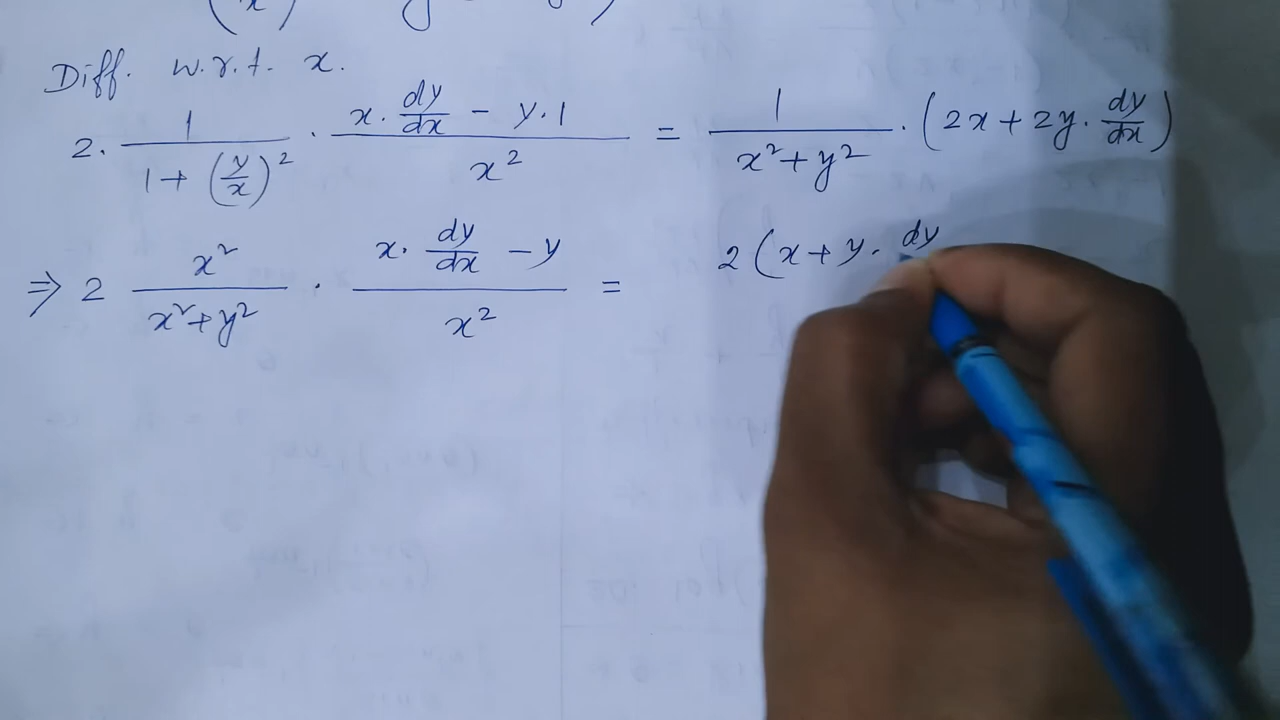 Diff. w.r.t. x.
2. 1/(1+(y/x)²) . (x. dy/dx − y.1)/x² = 1/(x²+y²) . (2x+2y. dy/dx)
⇒ 2 x²/(x²+y²) . (x. dy/dx − y)/x² = 2(x+y. dy